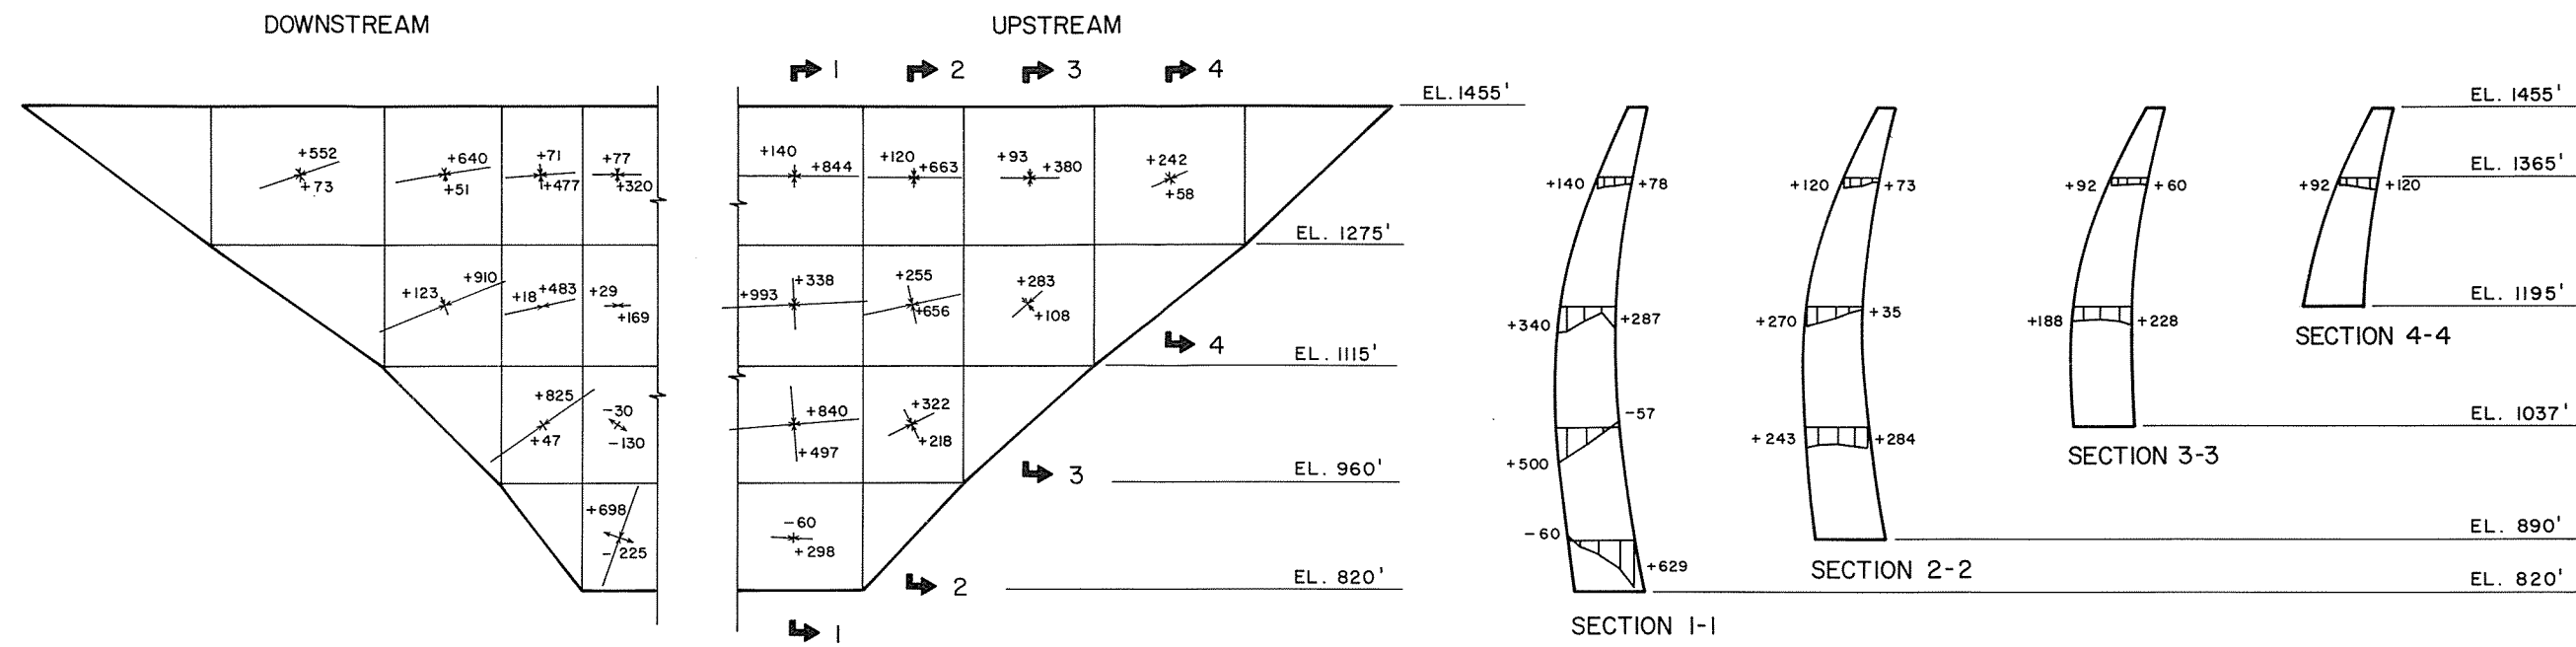 DOWNSTREAM
UPSTREAM
1 2 3 4
EL. 1455'
EL. 1455'
+552 +640 +71 +77
+73 +51 +477 +320
+140 +844 +120 +663 +93 +380 +242
+58
EL. 1365'
+140 +78 +120 +73 +92 +60 +92 +120
EL. 1275'
+123 +910 +18 +483 +29
+169
+993 +338 +255 +283
+656 +108
EL. 1195'
+340 +287 +270 +35 +188 +228
SECTION 4-4
4
EL. 1115'
+825 -30
+47 -130
+840 +322
+497 +218
-57
EL. 1037'
+500 +243 +284
SECTION 3-3
3
EL. 960'
+698
-225
-60
+298
-60
EL. 890'
+629
SECTION 2-2
2
EL. 820'
EL. 820'
SECTION 1-1
1